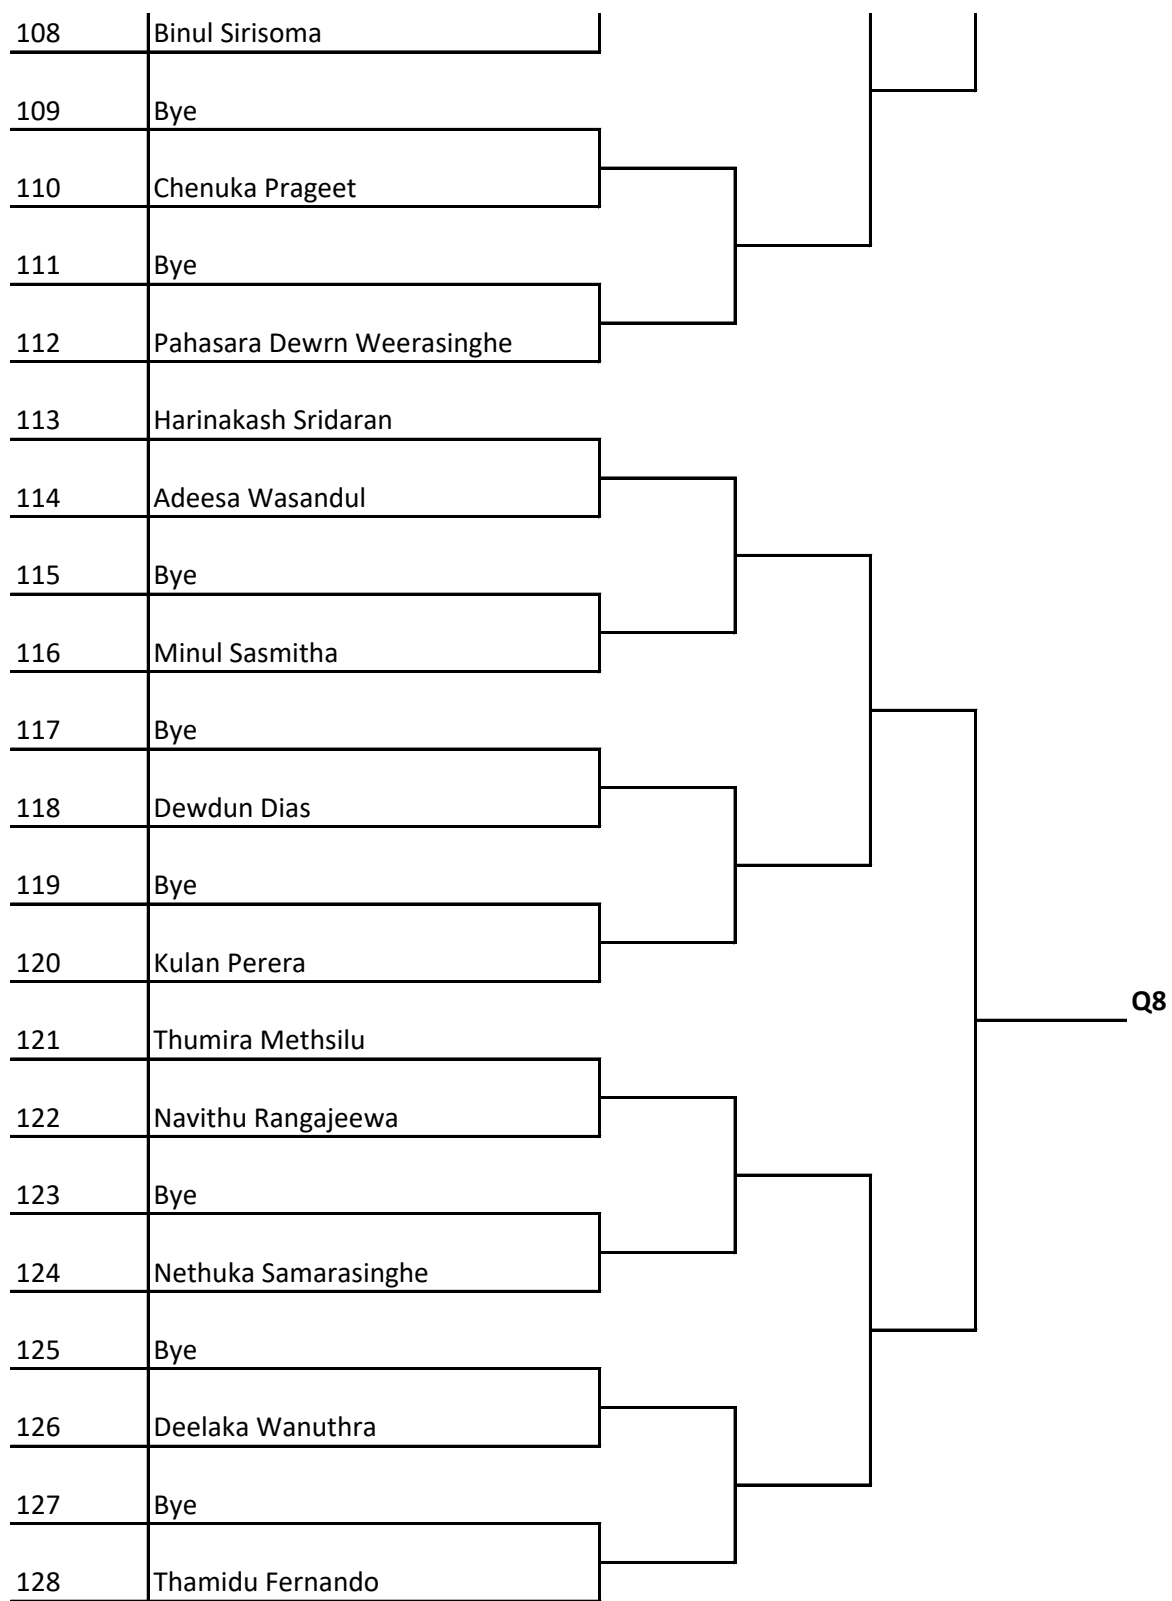 108 Binul Sirisoma
109 Bye
110 Chenuka Prageet
111 Bye
112 Pahasara Dewrn Weerasinghe
113 Harinakash Sridaran
114 Adeesa Wasandul
115 Bye
116 Minul Sasmitha
117 Bye
118 Dewdun Dias
119 Bye
120 Kulan Perera
Q8
121 Thumira Methsilu
122 Navithu Rangajeewa
123 Bye
124 Nethuka Samarasinghe
125 Bye
126 Deelaka Wanuthra
127 Bye
128 Thamidu Fernando